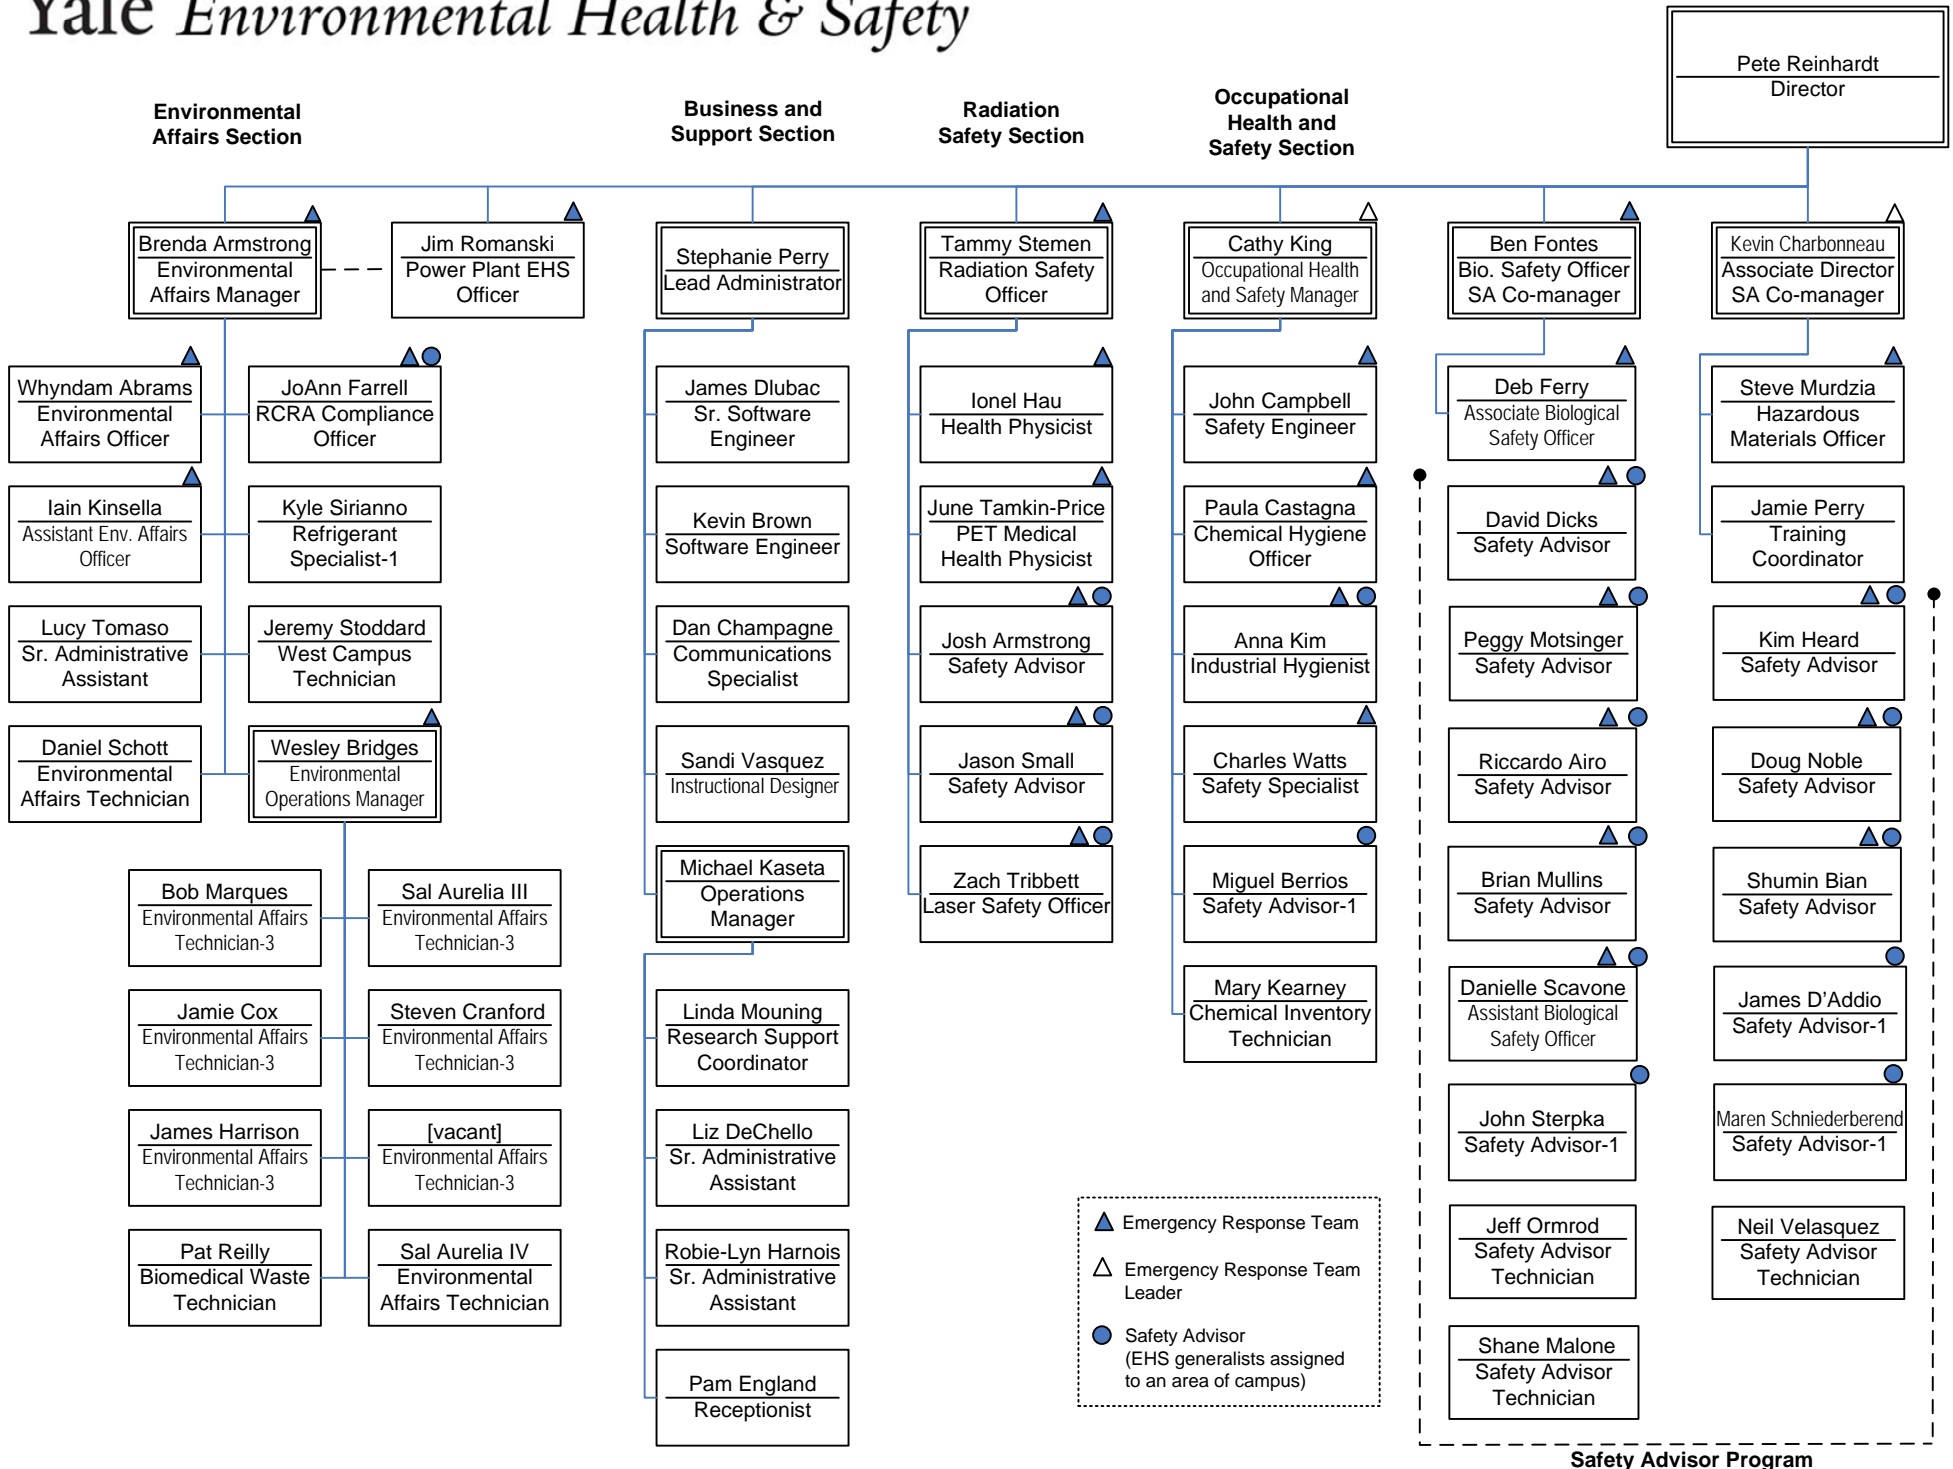 Yale Environmental Health & Safety
Pete Reinhardt
Director
Environmental
Affairs Section
Business and
Support Section
Radiation
Safety Section
Occupational
Health and
Safety Section
Brenda Armstrong
Environmental
Affairs Manager
Jim Romanski
Power Plant EHS
Officer
Stephanie Perry
Lead Administrator
Tammy Stemen
Radiation Safety
Officer
Cathy King
Occupational Health
and Safety Manager
Ben Fontes
Bio. Safety Officer
SA Co-manager
Kevin Charbonneau
Associate Director
SA Co-manager
Whyndam Abrams
Environmental
Affairs Officer
JoAnn Farrell
RCRA Compliance
Officer
Iain Kinsella
Assistant Env. Affairs
Officer
Kyle Sirianno
Refrigerant
Specialist-1
Lucy Tomaso
Sr. Administrative
Assistant
Jeremy Stoddard
West Campus
Technician
Daniel Schott
Environmental
Affairs Technician
Wesley Bridges
Environmental
Operations Manager
Bob Marques
Environmental Affairs
Technician-3
Sal Aurelia III
Environmental Affairs
Technician-3
Jamie Cox
Environmental Affairs
Technician-3
Steven Cranford
Environmental Affairs
Technician-3
James Harrison
Environmental Affairs
Technician-3
[vacant]
Environmental Affairs
Technician-3
Pat Reilly
Biomedical Waste
Technician
Sal Aurelia IV
Environmental
Affairs Technician
James Dlubac
Sr. Software
Engineer
Kevin Brown
Software Engineer
Dan Champagne
Communications
Specialist
Sandi Vasquez
Instructional Designer
Michael Kaseta
Operations
Manager
Linda Mouning
Research Support
Coordinator
Liz DeChello
Sr. Administrative
Assistant
Robie-Lyn Harnois
Sr. Administrative
Assistant
Pam England
Receptionist
Ionel Hau
Health Physicist
June Tamkin-Price
PET Medical
Health Physicist
Josh Armstrong
Safety Advisor
Jason Small
Safety Advisor
Zach Tribbett
Laser Safety Officer
John Campbell
Safety Engineer
Paula Castagna
Chemical Hygiene
Officer
Anna Kim
Industrial Hygienist
Charles Watts
Safety Specialist
Miguel Berrios
Safety Advisor-1
Mary Kearney
Chemical Inventory
Technician
Deb Ferry
Associate Biological
Safety Officer
David Dicks
Safety Advisor
Peggy Motsinger
Safety Advisor
Riccardo Airo
Safety Advisor
Brian Mullins
Safety Advisor
Danielle Scavone
Assistant Biological
Safety Officer
John Sterpka
Safety Advisor-1
Jeff Ormrod
Safety Advisor
Technician
Shane Malone
Safety Advisor
Technician
Steve Murdzia
Hazardous
Materials Officer
Jamie Perry
Training
Coordinator
Kim Heard
Safety Advisor
Doug Noble
Safety Advisor
Shumin Bian
Safety Advisor
James D'Addio
Safety Advisor-1
Maren Schniederberend
Safety Advisor-1
Neil Velasquez
Safety Advisor
Technician
Emergency Response Team
Emergency Response Team
Leader
Safety Advisor
(EHS generalists assigned
to an area of campus)
Safety Advisor Program